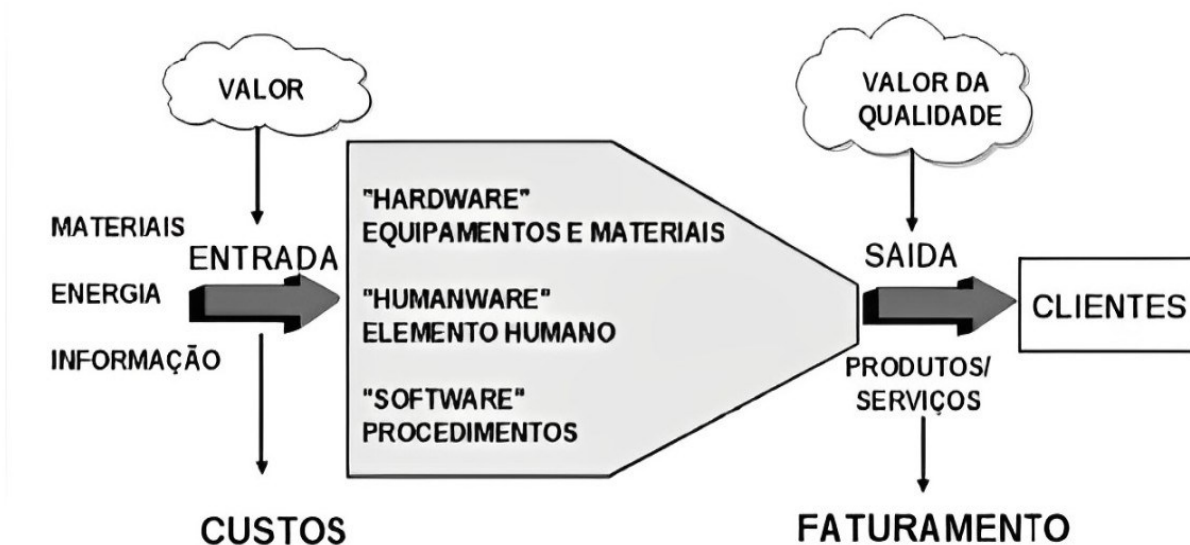 VALOR
MATERIAIS
ENERGIA
INFORMAÇÃO
ENTRADA
CUSTOS
"HARDWARE"
EQUIPAMENTOS E MATERIAIS
"HUMANWARE"
ELEMENTO HUMANO
"SOFTWARE"
PROCEDIMENTOS
VALOR DA
QUALIDADE
SAIDA
PRODUTOS/
SERVIÇOS
FATURAMENTO
CLIENTES